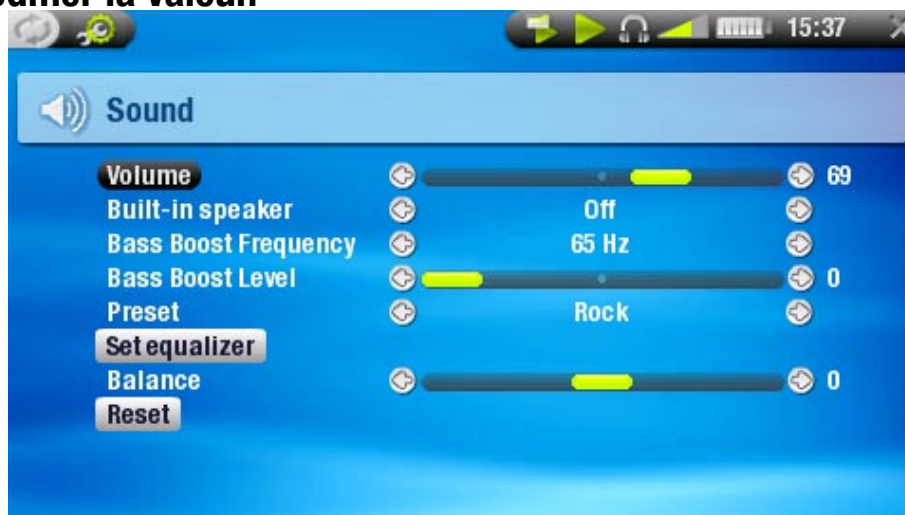 15:37
Sound
Volume 69
Built-in speaker Off
Bass Boost Frequency 65 Hz
Bass Boost Level 0
Preset Rock
Set equalizer
Balance 0
Reset